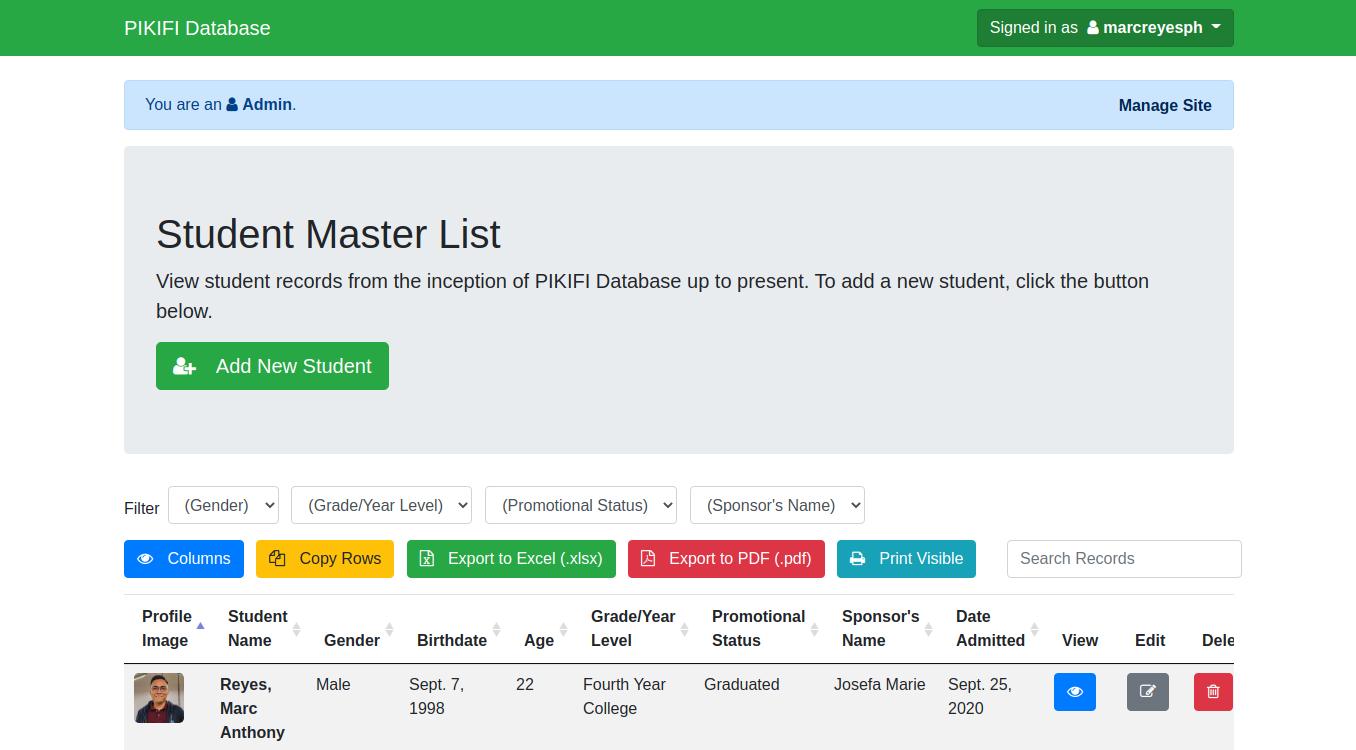 PIKIFI Database
Signed in as marcreyesph
You are an Admin.
Manage Site
Student Master List
View student records from the inception of PIKIFI Database up to present. To add a new student, click the button
below.
Add New Student
Filter (Gender) (Grade/Year Level) (Promotional Status) (Sponsor's Name)
Columns Copy Rows Export to Excel (.xlsx) Export to PDF (.pdf) Print Visible Search Records
Profile Student Grade/Year Promotional Sponsor's Date
Image Name Gender Birthdate Age Level Status Name Admitted View Edit Dele
Reyes, Male Sept. 7, 22 Fourth Year Graduated Josefa Marie Sept. 25,
Marc 1998 College 2020
Anthony